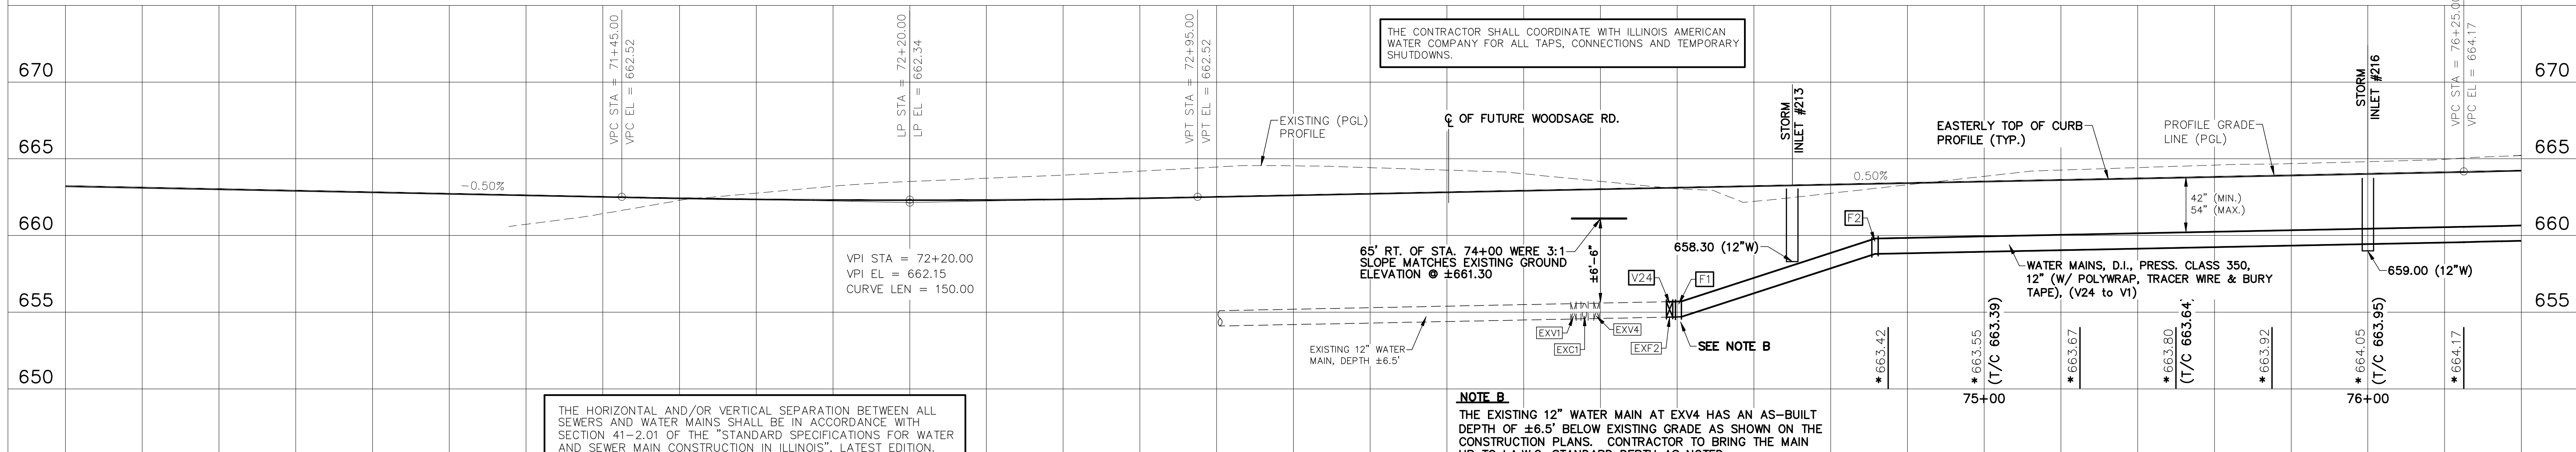 THE CONTRACTOR SHALL COORDINATE WITH ILLINOIS AMERICAN
WATER COMPANY FOR ALL TAPS, CONNECTIONS AND TEMPORARY
SHUTDOWNS.
670
665
660
655
650
VPC STA = 71+45.00
VPC EL = 662.52
LP STA = 72+20.00
LP EL = 662.34
VPT STA = 72+95.00
VPT EL = 662.52
EXISTING (PGL)
PROFILE
℄ OF FUTURE WOODSAGE RD.
STORM
INLET #213
EASTERLY TOP OF CURB
PROFILE (TYP.)
PROFILE GRADE
LINE (PGL)
STORM
INLET #216
VPC STA = 76+25.00
VPC EL = 664.17
670
665
660
655
-0.50%
0.50%
42" (MIN.)
54" (MAX.)
F2
VPI STA = 72+20.00
VPI EL = 662.15
CURVE LEN = 150.00
65' RT. OF STA. 74+00 WERE 3:1
SLOPE MATCHES EXISTING GROUND
ELEVATION @ ±661.30
±6'-6"
658.30 (12"W)
V24
F1
WATER MAINS, D.I., PRESS. CLASS 350,
12" (W/ POLYWRAP, TRACER WIRE & BURY
TAPE), (V24 to V1)
659.00 (12"W)
EXV1
EXC1
EXV4
EXF2
SEE NOTE B
EXISTING 12" WATER
MAIN, DEPTH ±6.5'
* 663.42
* 663.55
(T/C 663.39)
* 663.67
* 663.80
(T/C 663.64)
* 663.92
* 664.05
(T/C 663.95)
* 664.17
75+00
76+00
THE HORIZONTAL AND/OR VERTICAL SEPARATION BETWEEN ALL
SEWERS AND WATER MAINS SHALL BE IN ACCORDANCE WITH
SECTION 41-2.01 OF THE "STANDARD SPECIFICATIONS FOR WATER
AND SEWER MAIN CONSTRUCTION IN ILLINOIS", LATEST EDITION.
NOTE B
THE EXISTING 12" WATER MAIN AT EXV4 HAS AN AS-BUILT
DEPTH OF ±6.5' BELOW EXISTING GRADE AS SHOWN ON THE
CONSTRUCTION PLANS. CONTRACTOR TO BRING THE MAIN